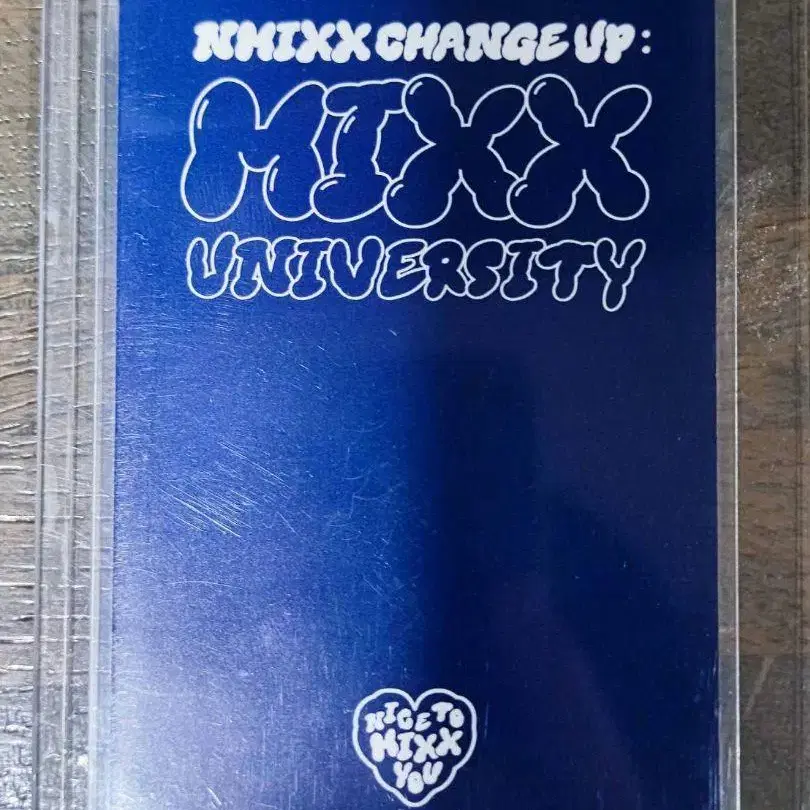 NMIXX CHANGE UP:
MIXX
UNIVERSITY
NICE TO
MIXX
YOU